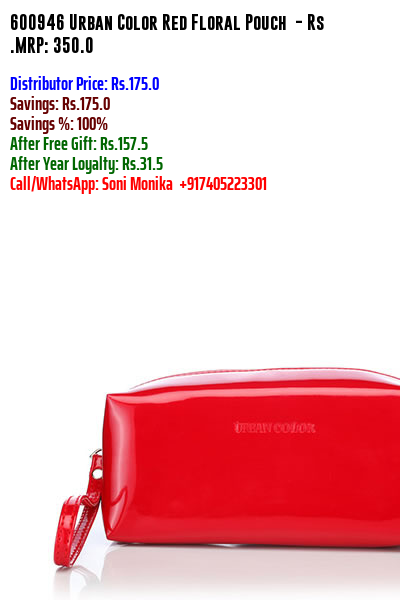 600946 Urban Color Red Floral Pouch - Rs
.MRP: 350.0
Distributor Price: Rs.175.0
Savings: Rs.175.0
Savings %: 100%
After Free Gift: Rs.157.5
After Year Loyalty: Rs.31.5
Call/WhatsApp: Soni Monika +917405223301
URBAN COLOR